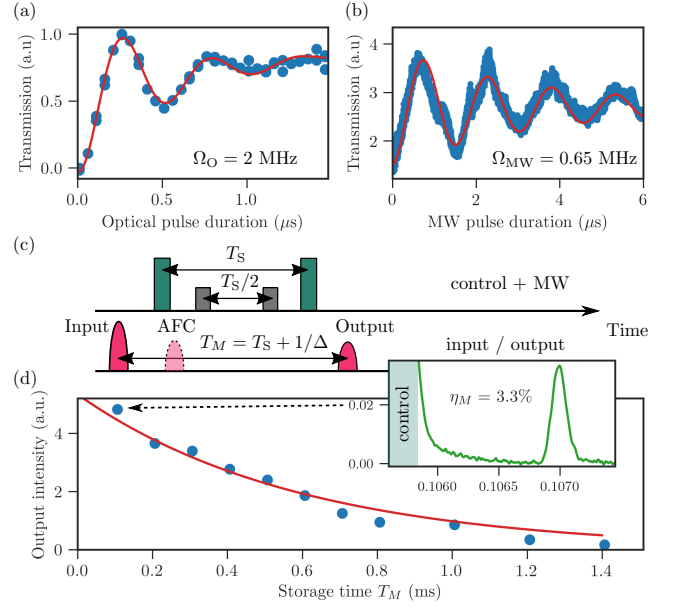 (a)
Transmission (a.u)
1.0
0.5
0.0
Ω_O = 2 MHz
0.0 0.5 1.0
Optical pulse duration (μs)
(b)
Transmission (a.u)
4
3
2
Ω_MW = 0.65 MHz
0 2 4 6
MW pulse duration (μs)
(c)
T_S
T_S/2
control + MW
Time
Input
AFC
T_M = T_S + 1/Δ
Output
input / output
(d)
Output intensity (a.u.)
4
2
0
0.0 0.2 0.4 0.6 0.8 1.0 1.2 1.4
Storage time T_M (ms)
control
0.02
0.00
η_M = 3.3%
0.1060 0.1065 0.1070